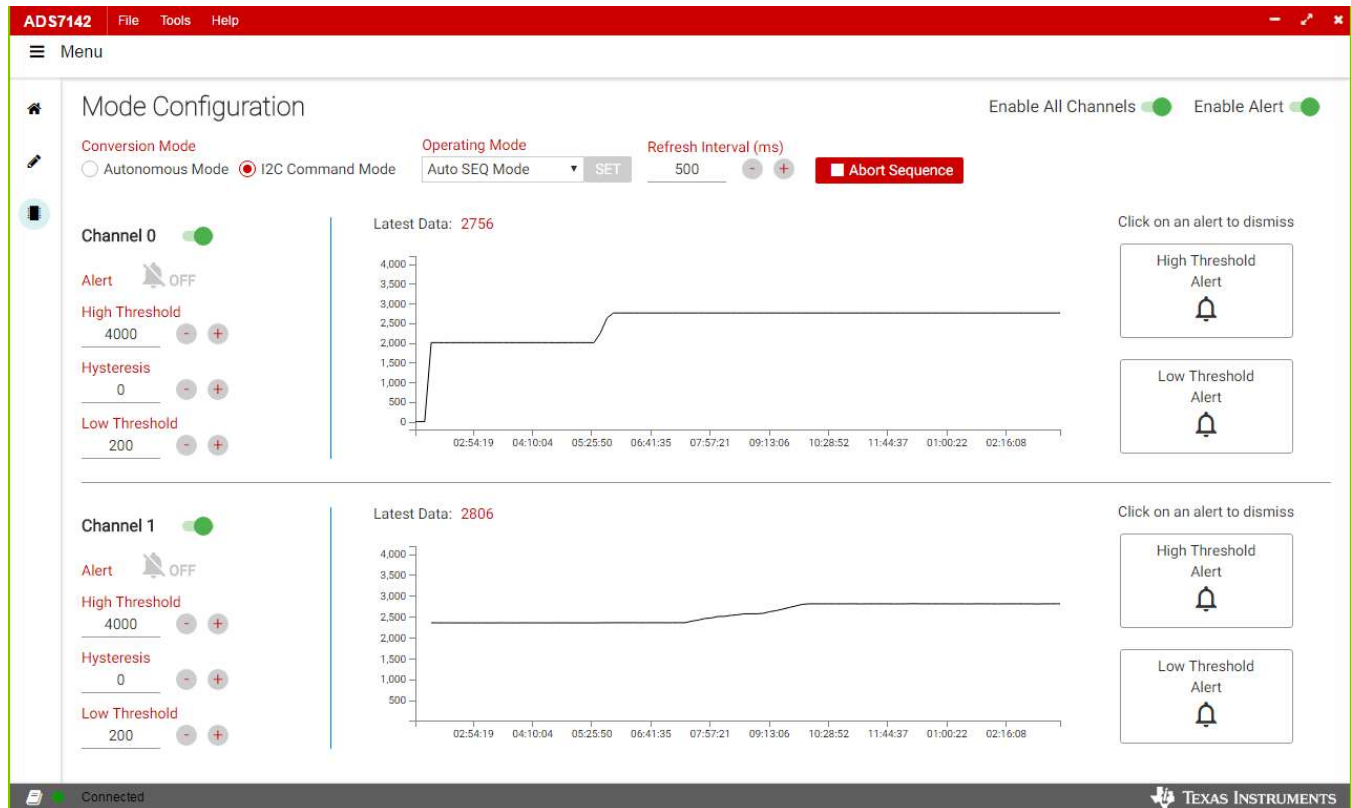 ADS7142 File Tools Help
Menu
Mode Configuration
Enable All Channels
Enable Alert
Conversion Mode
Autonomous Mode I2C Command Mode
Operating Mode
Auto SEQ Mode SET
Refresh Interval (ms)
500 - +
Abort Sequence
Channel 0
Alert OFF
High Threshold
4000 - +
Hysteresis
0 - +
Low Threshold
200 - +
Latest Data: 2756
4,000
3,500
3,000
2,500
2,000
1,500
1,000
500
0
02:54:19 04:10:04 05:25:50 06:41:35 07:57:21 09:13:06 10:28:52 11:44:37 01:00:22 02:16:08
Click on an alert to dismiss
High Threshold
Alert
Low Threshold
Alert
Channel 1
Alert OFF
High Threshold
4000 - +
Hysteresis
0 - +
Low Threshold
200 - +
Latest Data: 2806
4,000
3,500
3,000
2,500
2,000
1,500
1,000
500
02:54:19 04:10:04 05:25:50 06:41:35 07:57:21 09:13:06 10:28:52 11:44:37 01:00:22 02:16:08
Click on an alert to dismiss
High Threshold
Alert
Low Threshold
Alert
Connected
TEXAS INSTRUMENTS